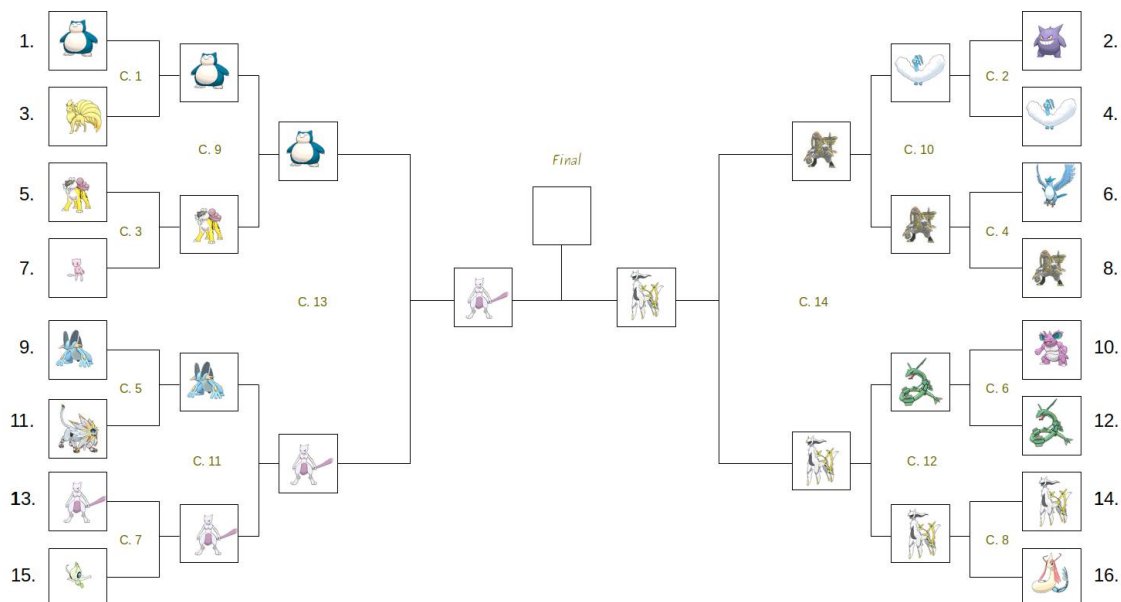 1.
C. 1
3.
C. 9
5.
C. 3
7.
C. 13
9.
C. 5
11.
C. 11
13.
C. 7
15.
Final
2.
C. 2
4.
C. 10
6.
C. 4
8.
C. 14
10.
C. 6
12.
C. 12
14.
C. 8
16.